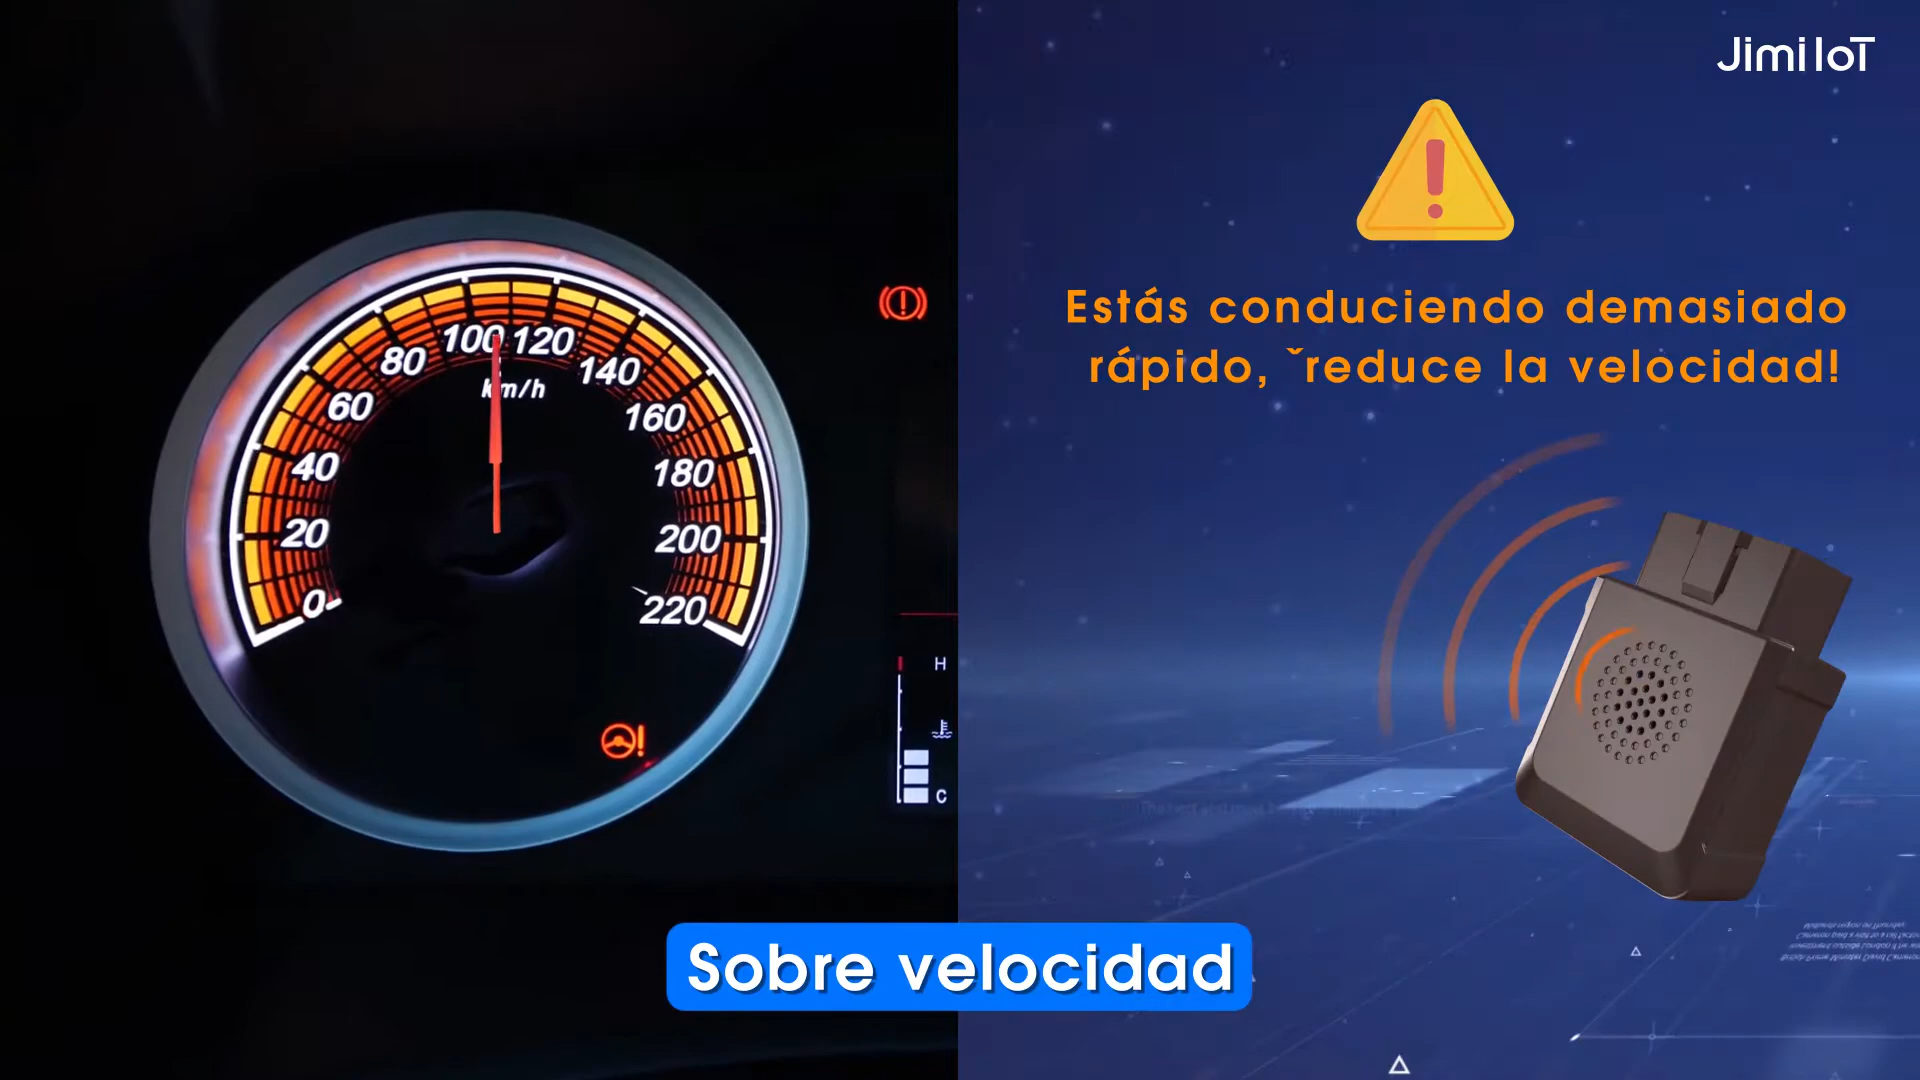 Jimi IoT
Estás conduciendo demasiado
rápido, ˇreduce la velocidad!
0
20
40
60
80
100
120
140
160
180
200
220
km/h
H
C
Sobre velocidad